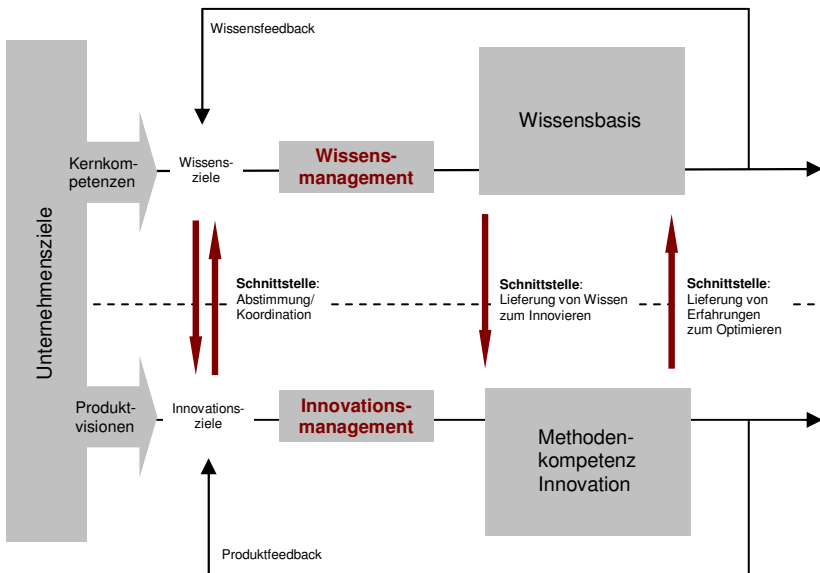 Wissensfeedback
Unternehmensziele
Kernkom-
petenzen
Wissens-
ziele
Wissens-
management
Wissensbasis
Schnittstelle:
Abstimmung/
Koordination
Schnittstelle:
Lieferung von Wissen
zum Innovieren
Schnittstelle:
Lieferung von
Erfahrungen
zum Optimieren
Produkt-
visionen
Innovations-
ziele
Innovations-
management
Methoden-
kompetenz
Innovation
Produktfeedback